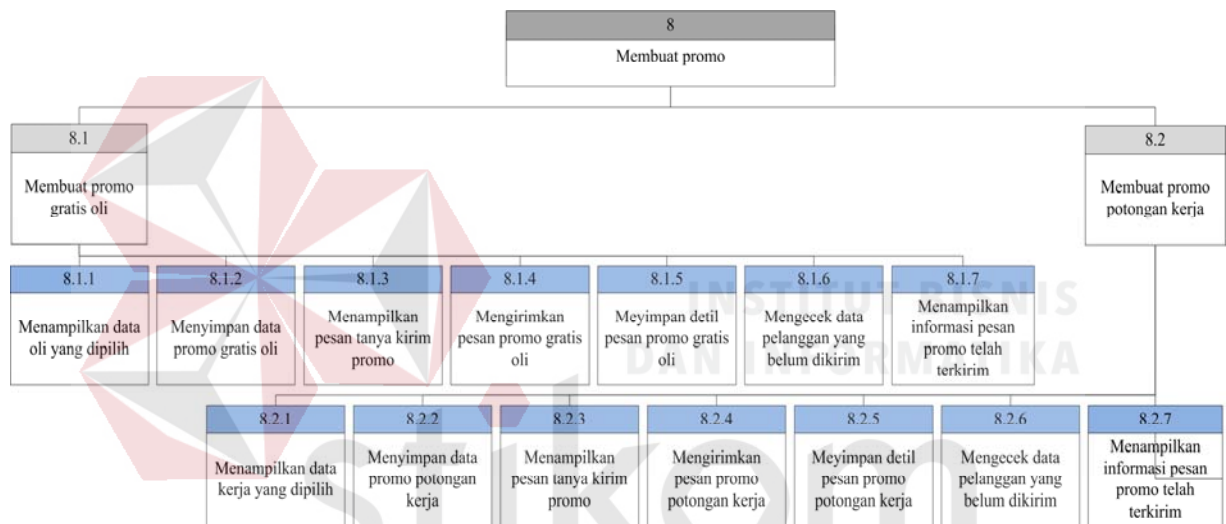 8
Membuat promo
8.1
Membuat promo
gratis oli
8.2
Membuat promo
potongan kerja
8.1.1
Menampilkan data
oli yang dipilih
8.1.2
Menyimpan data
promo gratis oli
8.1.3
Menampilkan
pesan tanya kirim
promo
8.1.4
Mengirimkan
pesan promo gratis
oli
8.1.5
Meyimpan detil
pesan promo gratis
oli
8.1.6
Mengecek data
pelanggan yang
belum dikirim
8.1.7
Menampilkan
informasi pesan
promo telah
terkirim
8.2.1
Menampilkan data
kerja yang dipilih
8.2.2
Menyimpan data
promo potongan
kerja
8.2.3
Menampilkan
pesan tanya kirim
promo
8.2.4
Mengirimkan
pesan promo
potongan kerja
8.2.5
Meyimpan detil
pesan promo
potongan kerja
8.2.6
Mengecek data
pelanggan yang
belum dikirim
8.2.7
Menampilkan
informasi pesan
promo telah
terkirim
INSTITUT BISNIS
DAN INFORMATIKA
stikom